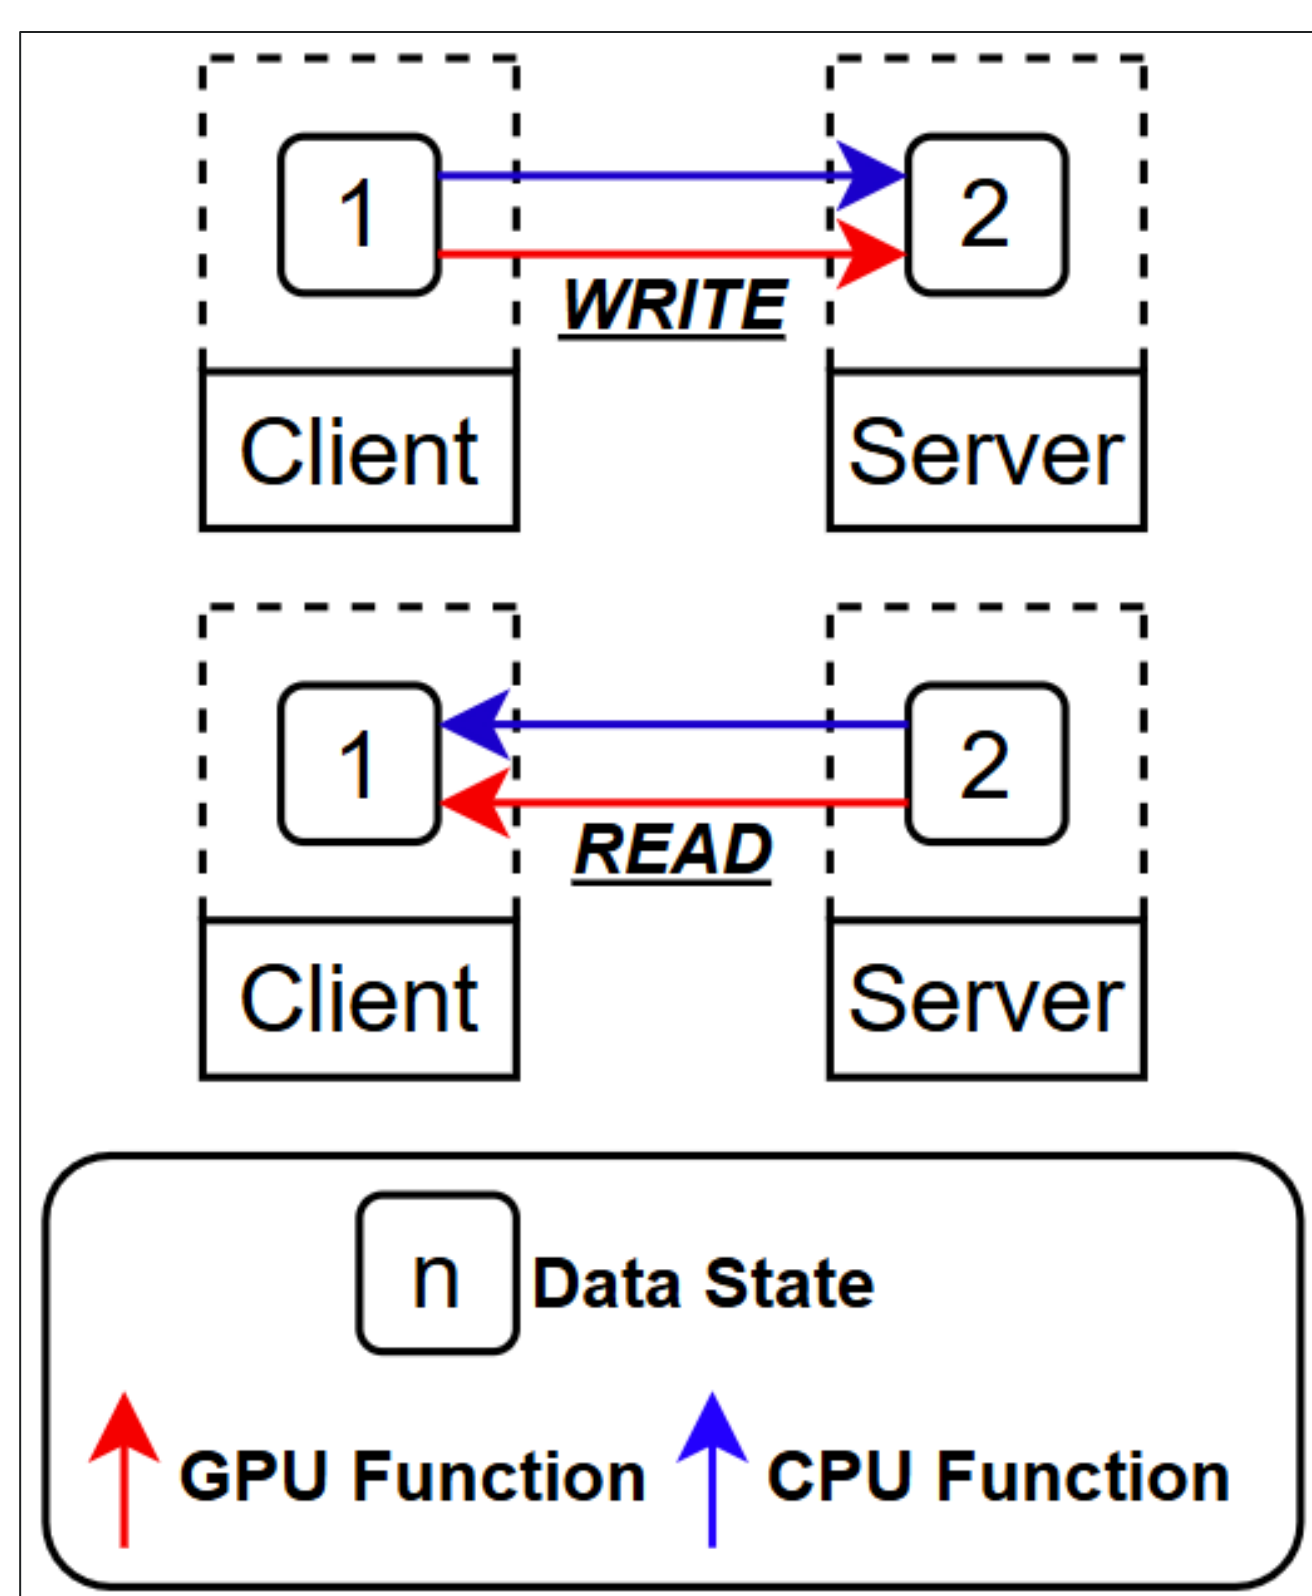 1
2
WRITE
Client
Server
1
2
READ
Client
Server
n
Data State
GPU Function
CPU Function